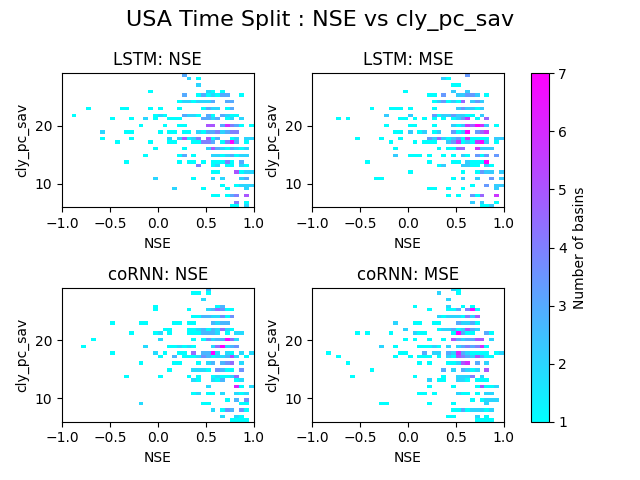 USA Time Split : NSE vs cly_pc_sav
LSTM: NSE
LSTM: MSE
cly_pc_sav
20
10
−1.0 −0.5 0.0 0.5 1.0
NSE
cly_pc_sav
20
10
−1.0 −0.5 0.0 0.5 1.0
NSE
coRNN: NSE
coRNN: MSE
cly_pc_sav
20
10
−1.0 −0.5 0.0 0.5 1.0
NSE
cly_pc_sav
20
10
−1.0 −0.5 0.0 0.5 1.0
NSE
7
6
5
4
3
2
1
Number of basins